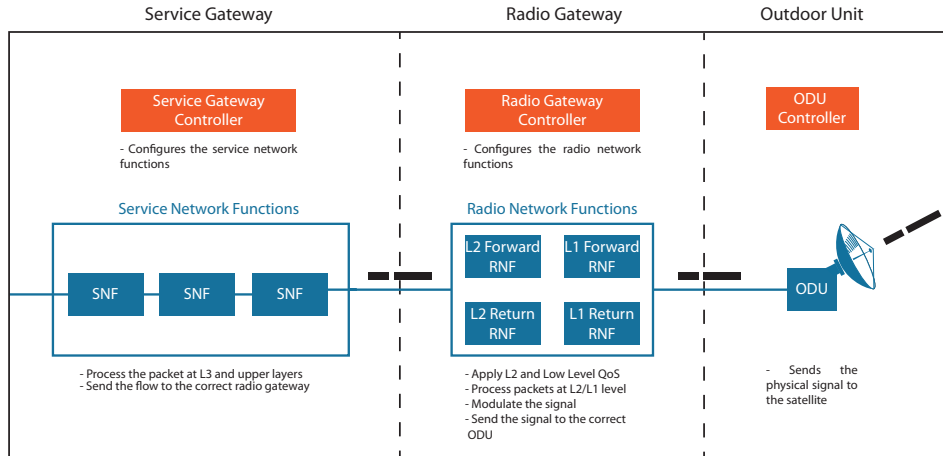 Service Gateway
Radio Gateway
Outdoor Unit
Service Gateway
Controller
- Configures the service network
functions
Radio Gateway
Controller
- Configures the radio network
functions
ODU
Controller
Service Network Functions
SNF
SNF
SNF
- Process the packet at L3 and upper layers
- Send the flow to the correct radio gateway
Radio Network Functions
L2 Forward
RNF
L1 Forward
RNF
L2 Return
RNF
L1 Return
RNF
- Apply L2 and Low Level QoS
- Process packets at L2/L1 level
- Modulate the signal
- Send the signal to the correct
ODU
ODU
- Sends the
physical signal to
the satellite